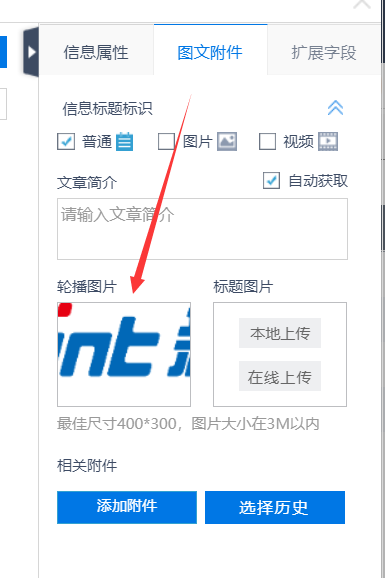 信息属性 图文附件 扩展字段
信息标题标识
普通 图片 视频
文章简介 自动获取
请输入文章简介
轮播图片 标题图片
int
本地上传
在线上传
最佳尺寸400*300，图片大小在3M以内
相关附件
添加附件 选择历史